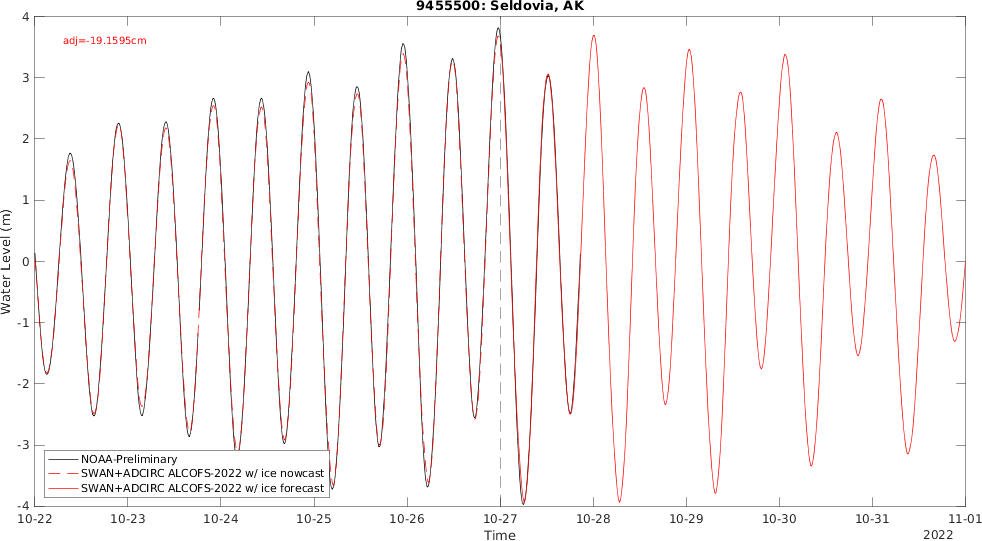 9455500: Seldovia, AK
adj=-19.1595cm
Water Level (m)
4
3
2
1
0
-1
-2
-3
-4
NOAA-Preliminary
SWAN+ADCIRC ALCOFS-2022 w/ ice nowcast
SWAN+ADCIRC ALCOFS-2022 w/ ice forecast
10-22 10-23 10-24 10-25 10-26 10-27 10-28 10-29 10-30 10-31 11-01
Time
2022